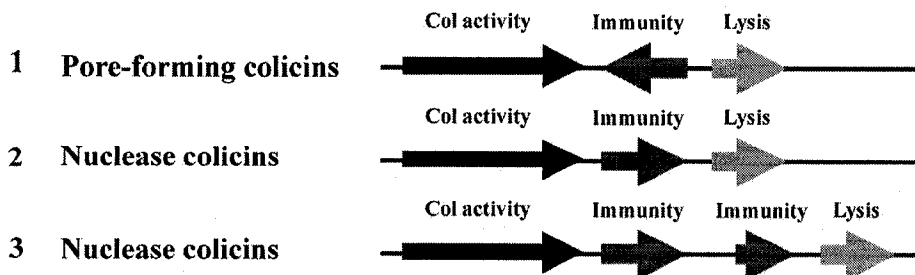 Col activity Immunity Lysis
1 Pore-forming colicins
Col activity Immunity Lysis
2 Nuclease colicins
Col activity Immunity Immunity Lysis
3 Nuclease colicins